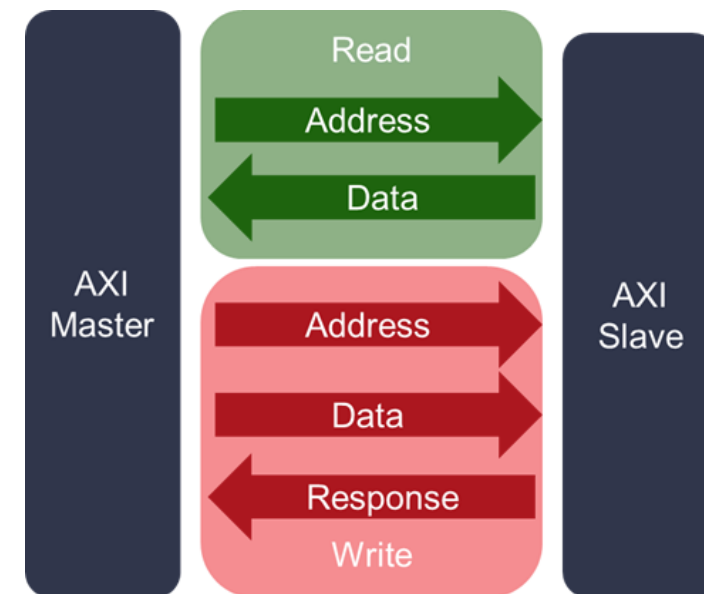 AXI
Master
Read
Address
Data
Address
Data
Response
Write
AXI
Slave